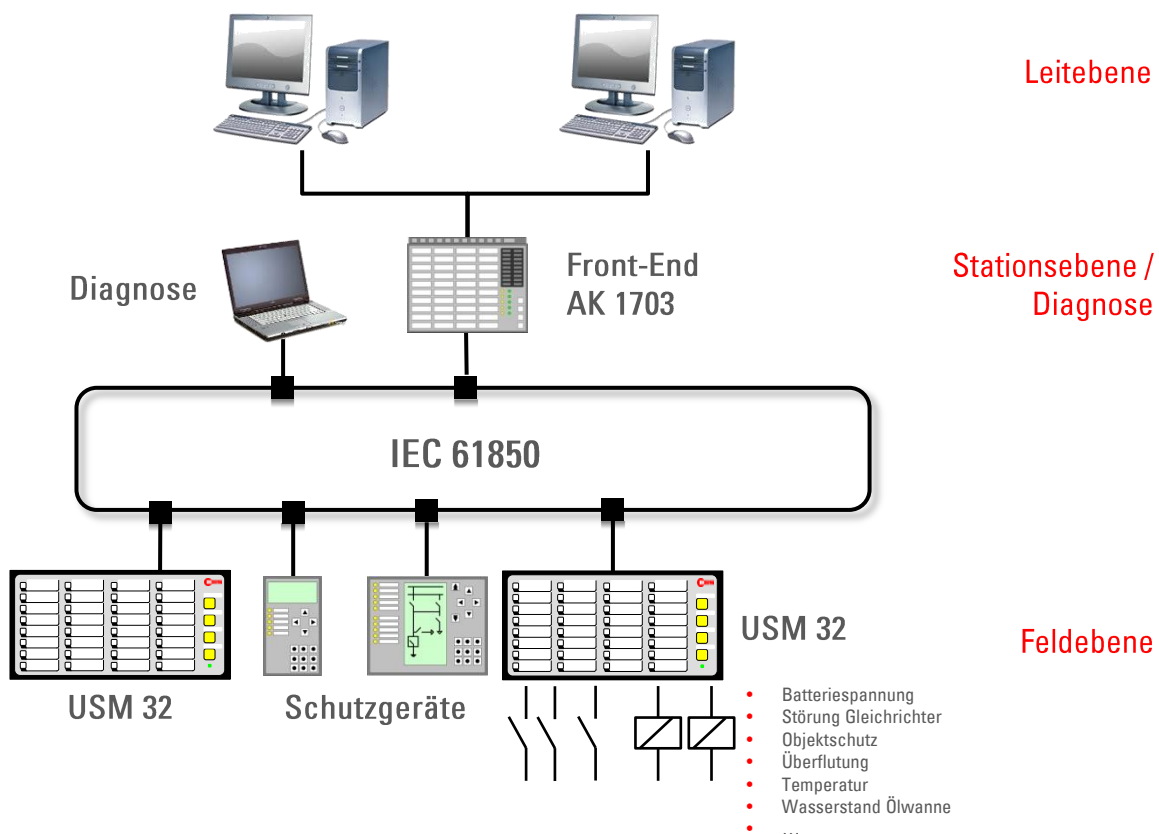 Leitebene
Diagnose
Front-End
AK 1703
Stationsebene /
Diagnose
IEC 61850
USM 32
Schutzgeräte
USM 32
Feldebene
• Batteriespannung
• Störung Gleichrichter
• Objektschutz
• Überflutung
• Temperatur
• Wasserstand Ölwanne
• ...